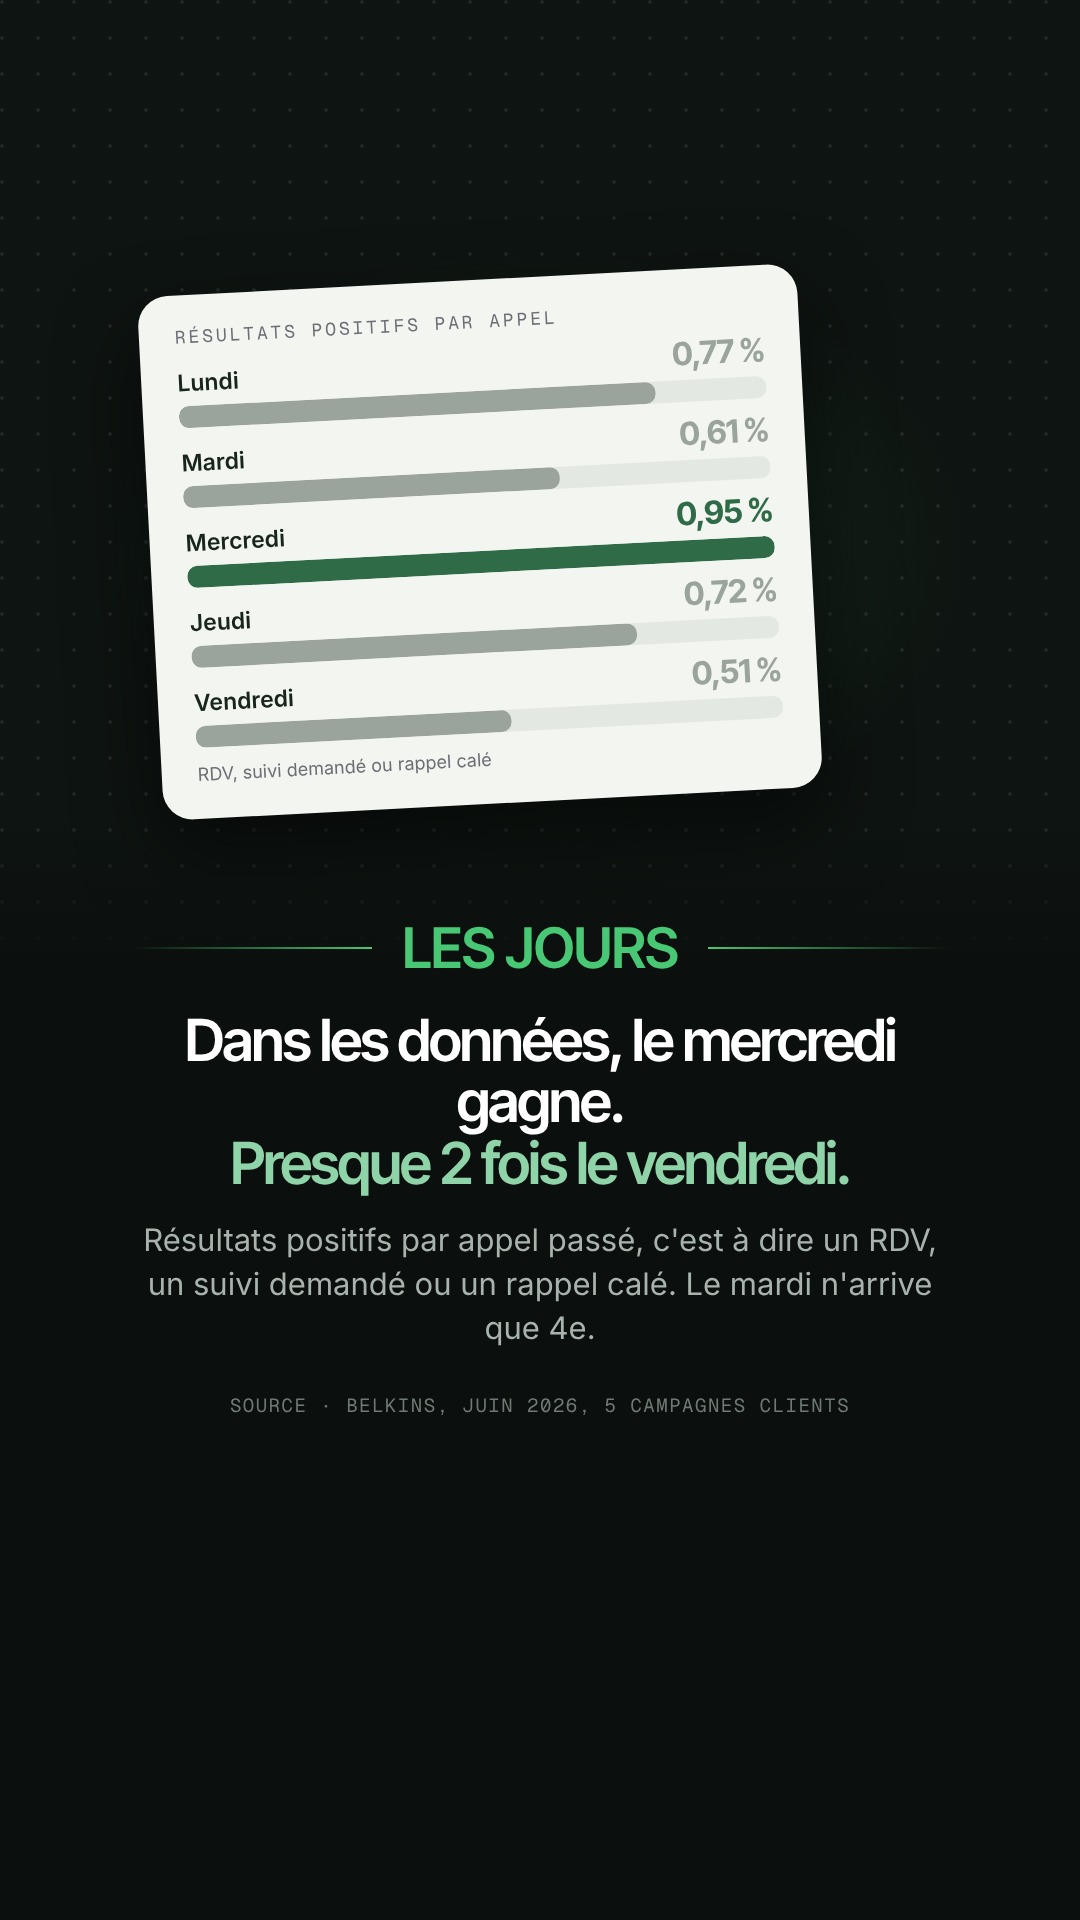 RÉSULTATS POSITIFS PAR APPEL
Lundi
0,77 %
Mardi
0,61 %
Mercredi
0,95 %
Jeudi
0,72 %
Vendredi
0,51 %
RDV, suivi demandé ou rappel calé
LES JOURS
Dans les données, le mercredi
gagne.
Presque 2 fois le vendredi.
Résultats positifs par appel passé, c'est à dire un RDV,
un suivi demandé ou un rappel calé. Le mardi n'arrive
que 4e.
SOURCE · BELKINS, JUIN 2026, 5 CAMPAGNES CLIENTS